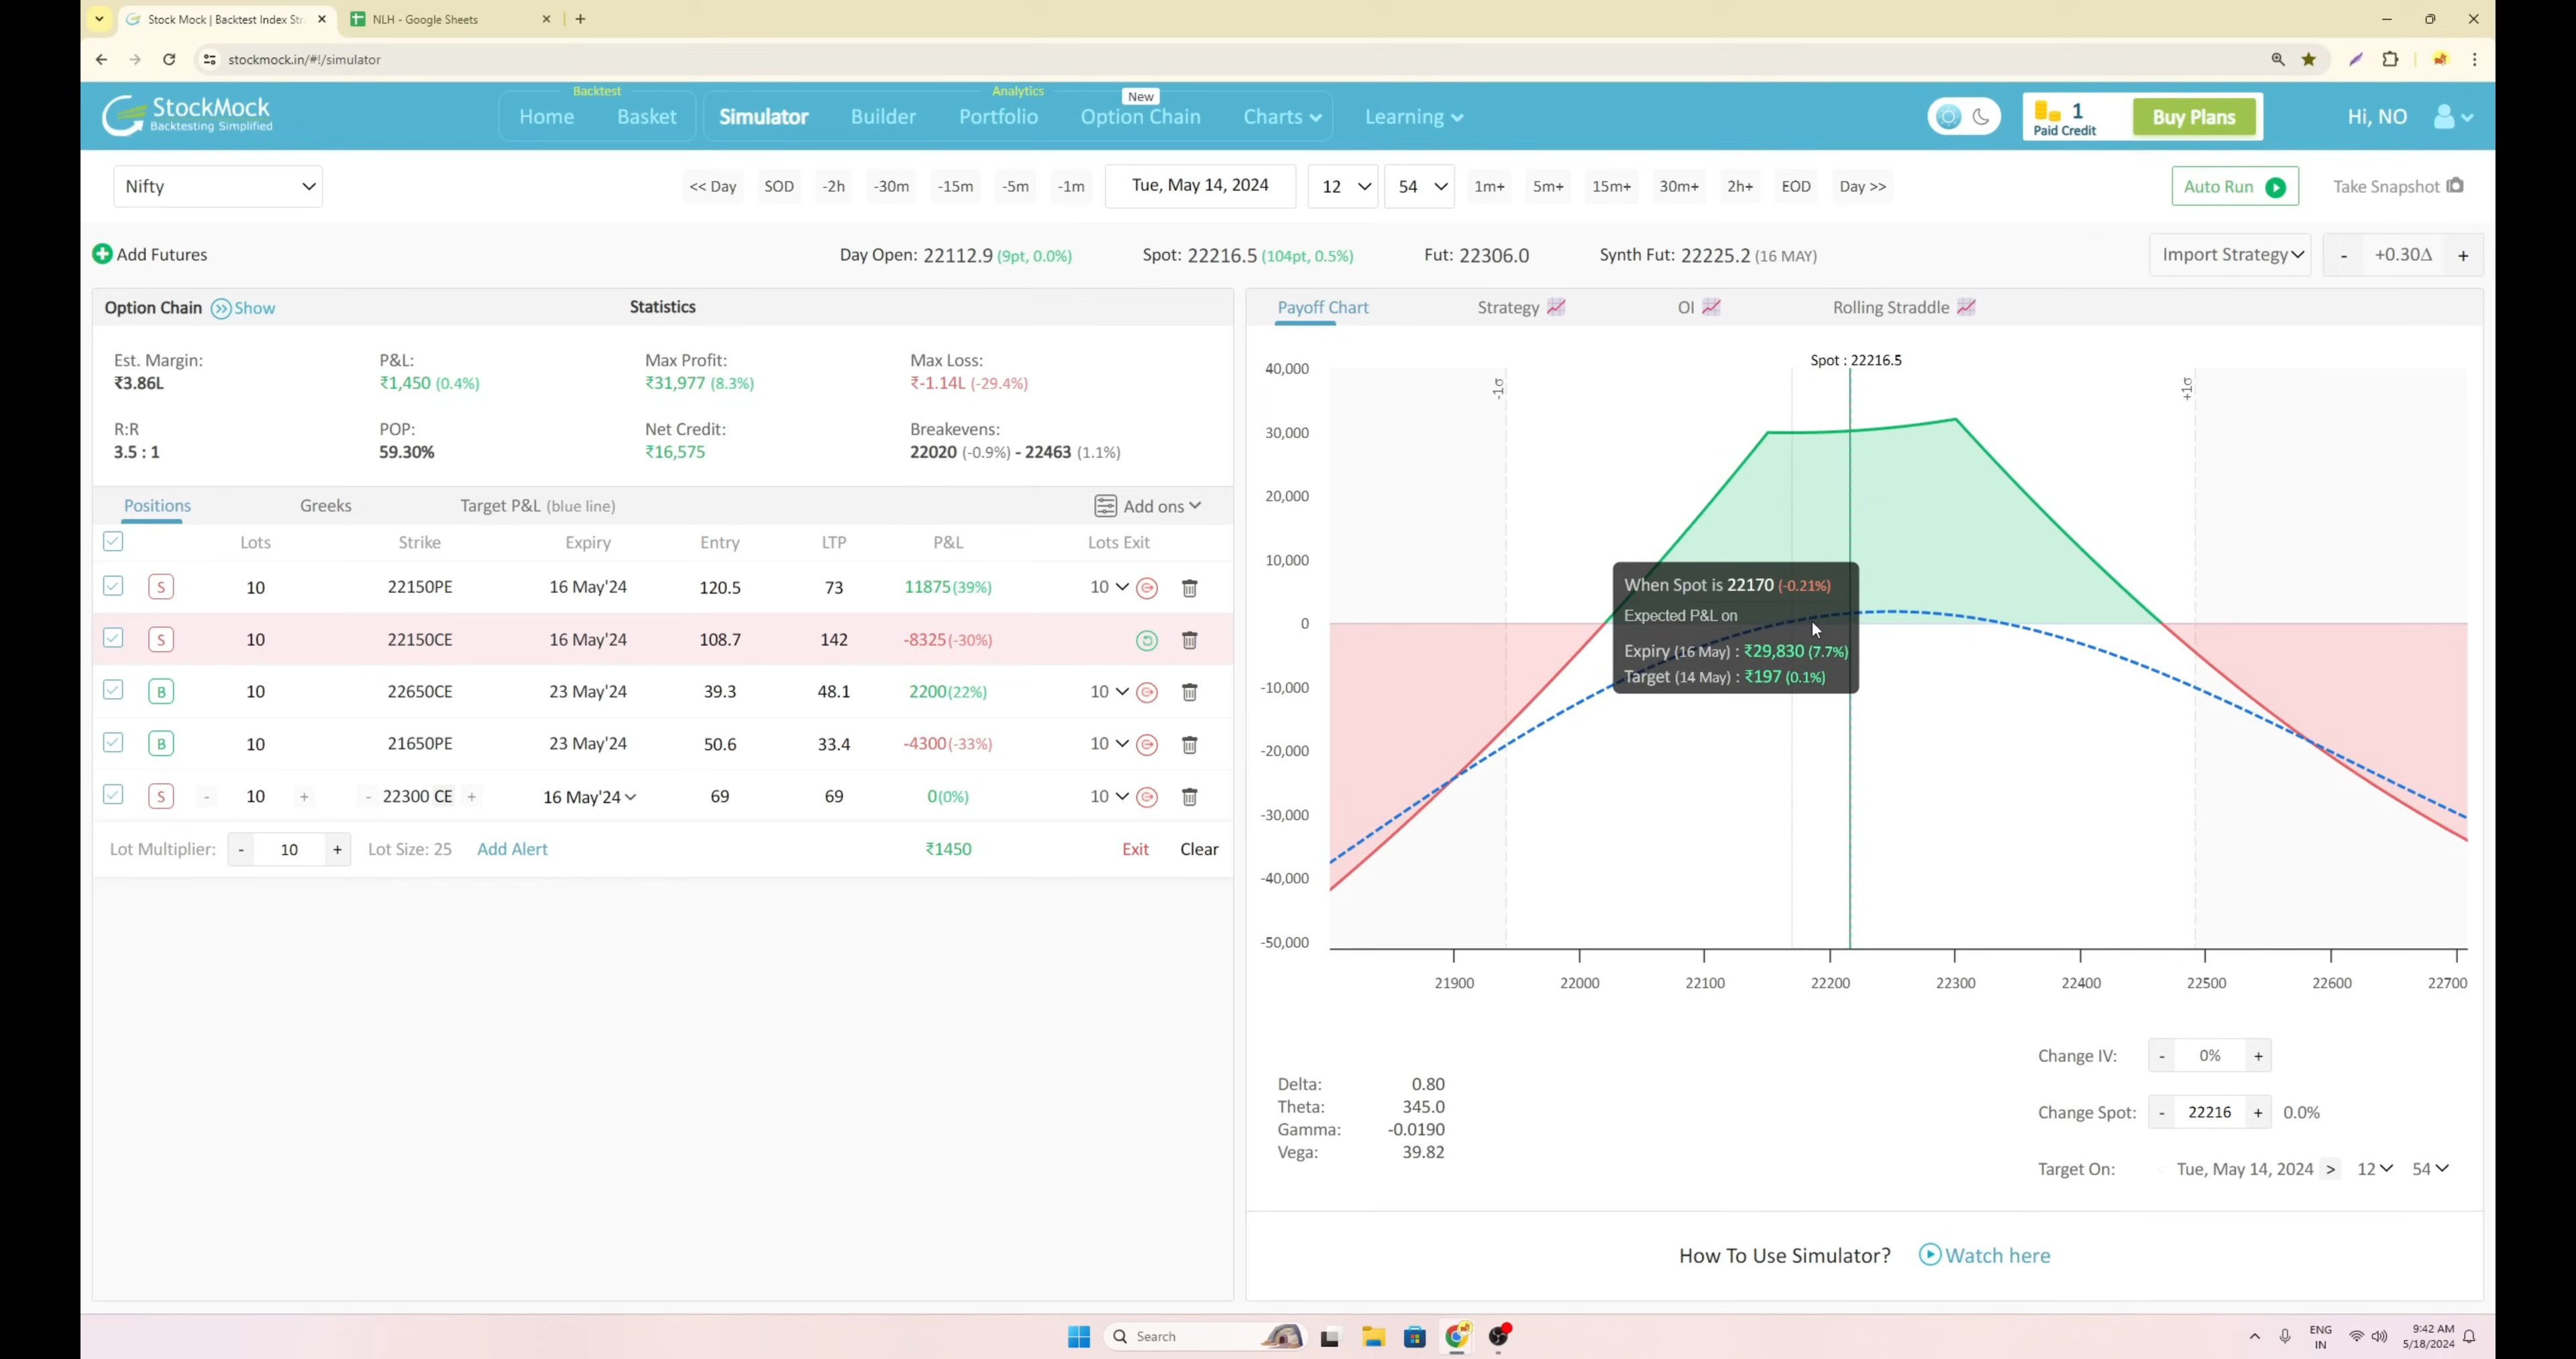 Stock Mock | Backtest Index Str
NLH - Google Sheets
stockmock.in/#!/simulator
StockMock
Backtesting Simplified
Backtest
Home Basket
Analytics
Simulator Builder Portfolio Option Chain Charts
New
Learning
1
Paid Credit
Buy Plans
Hi, NO
Nifty
<< Day SOD -2h -30m -15m -5m -1m Tue, May 14, 2024 12 54 1m+ 5m+ 15m+ 30m+ 2h+ EOD Day >>
Auto Run
Take Snapshot
Add Futures
Day Open: 22112.9 (9pt, 0.0%) Spot: 22216.5 (104pt, 0.5%) Fut: 22306.0 Synth Fut: 22225.2 (16 MAY)
Import Strategy
- +0.30Δ +
Option Chain Show
Statistics
Est. Margin: P&L: Max Profit: Max Loss:
₹3.86L ₹1,450 (0.4%) ₹31,977 (8.3%) ₹-1.14L (-29.4%)
R:R POP: Net Credit: Breakevens:
3.5 : 1 59.30% ₹16,575 22020 (-0.9%) - 22463 (1.1%)
Positions Greeks Target P&L (blue line) Add ons
Lots Strike Expiry Entry LTP P&L Lots Exit
S 10 22150PE 16 May'24 120.5 73 11875(39%) 10
S 10 22150CE 16 May'24 108.7 142 -8325(-30%)
B 10 22650CE 23 May'24 39.3 48.1 2200(22%) 10
B 10 21650PE 23 May'24 50.6 33.4 -4300(-33%) 10
S - 10 + - 22300 CE + 16 May'24 69 69 0(0%) 10
Lot Multiplier: - 10 + Lot Size: 25 Add Alert ₹1450 Exit Clear
Payoff Chart Strategy OI Rolling Straddle
Spot : 22216.5
-1σ
+1σ
40,000
30,000
20,000
10,000
0
-10,000
-20,000
-30,000
-40,000
-50,000
When Spot is 22170 (-0.21%)
Expected P&L on
Expiry (16 May) : ₹29,830 (7.7%)
Target (14 May) : ₹197 (0.1%)
21900 22000 22100 22200 22300 22400 22500 22600 22700
Delta: 0.80
Theta: 345.0
Gamma: -0.0190
Vega: 39.82
Change IV: - 0% +
Change Spot: - 22216 + 0.0%
Target On: < Tue, May 14, 2024 > 12 54
How To Use Simulator? Watch here
Search
ENG
IN
9:42 AM
5/18/2024